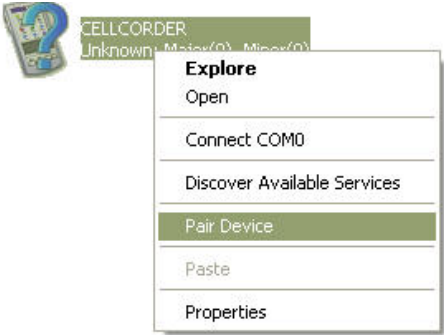 CELLCORDER
Unknown: Major(0), Minor(0)
Explore
Open
Connect COM0
Discover Available Services
Pair Device
Paste
Properties